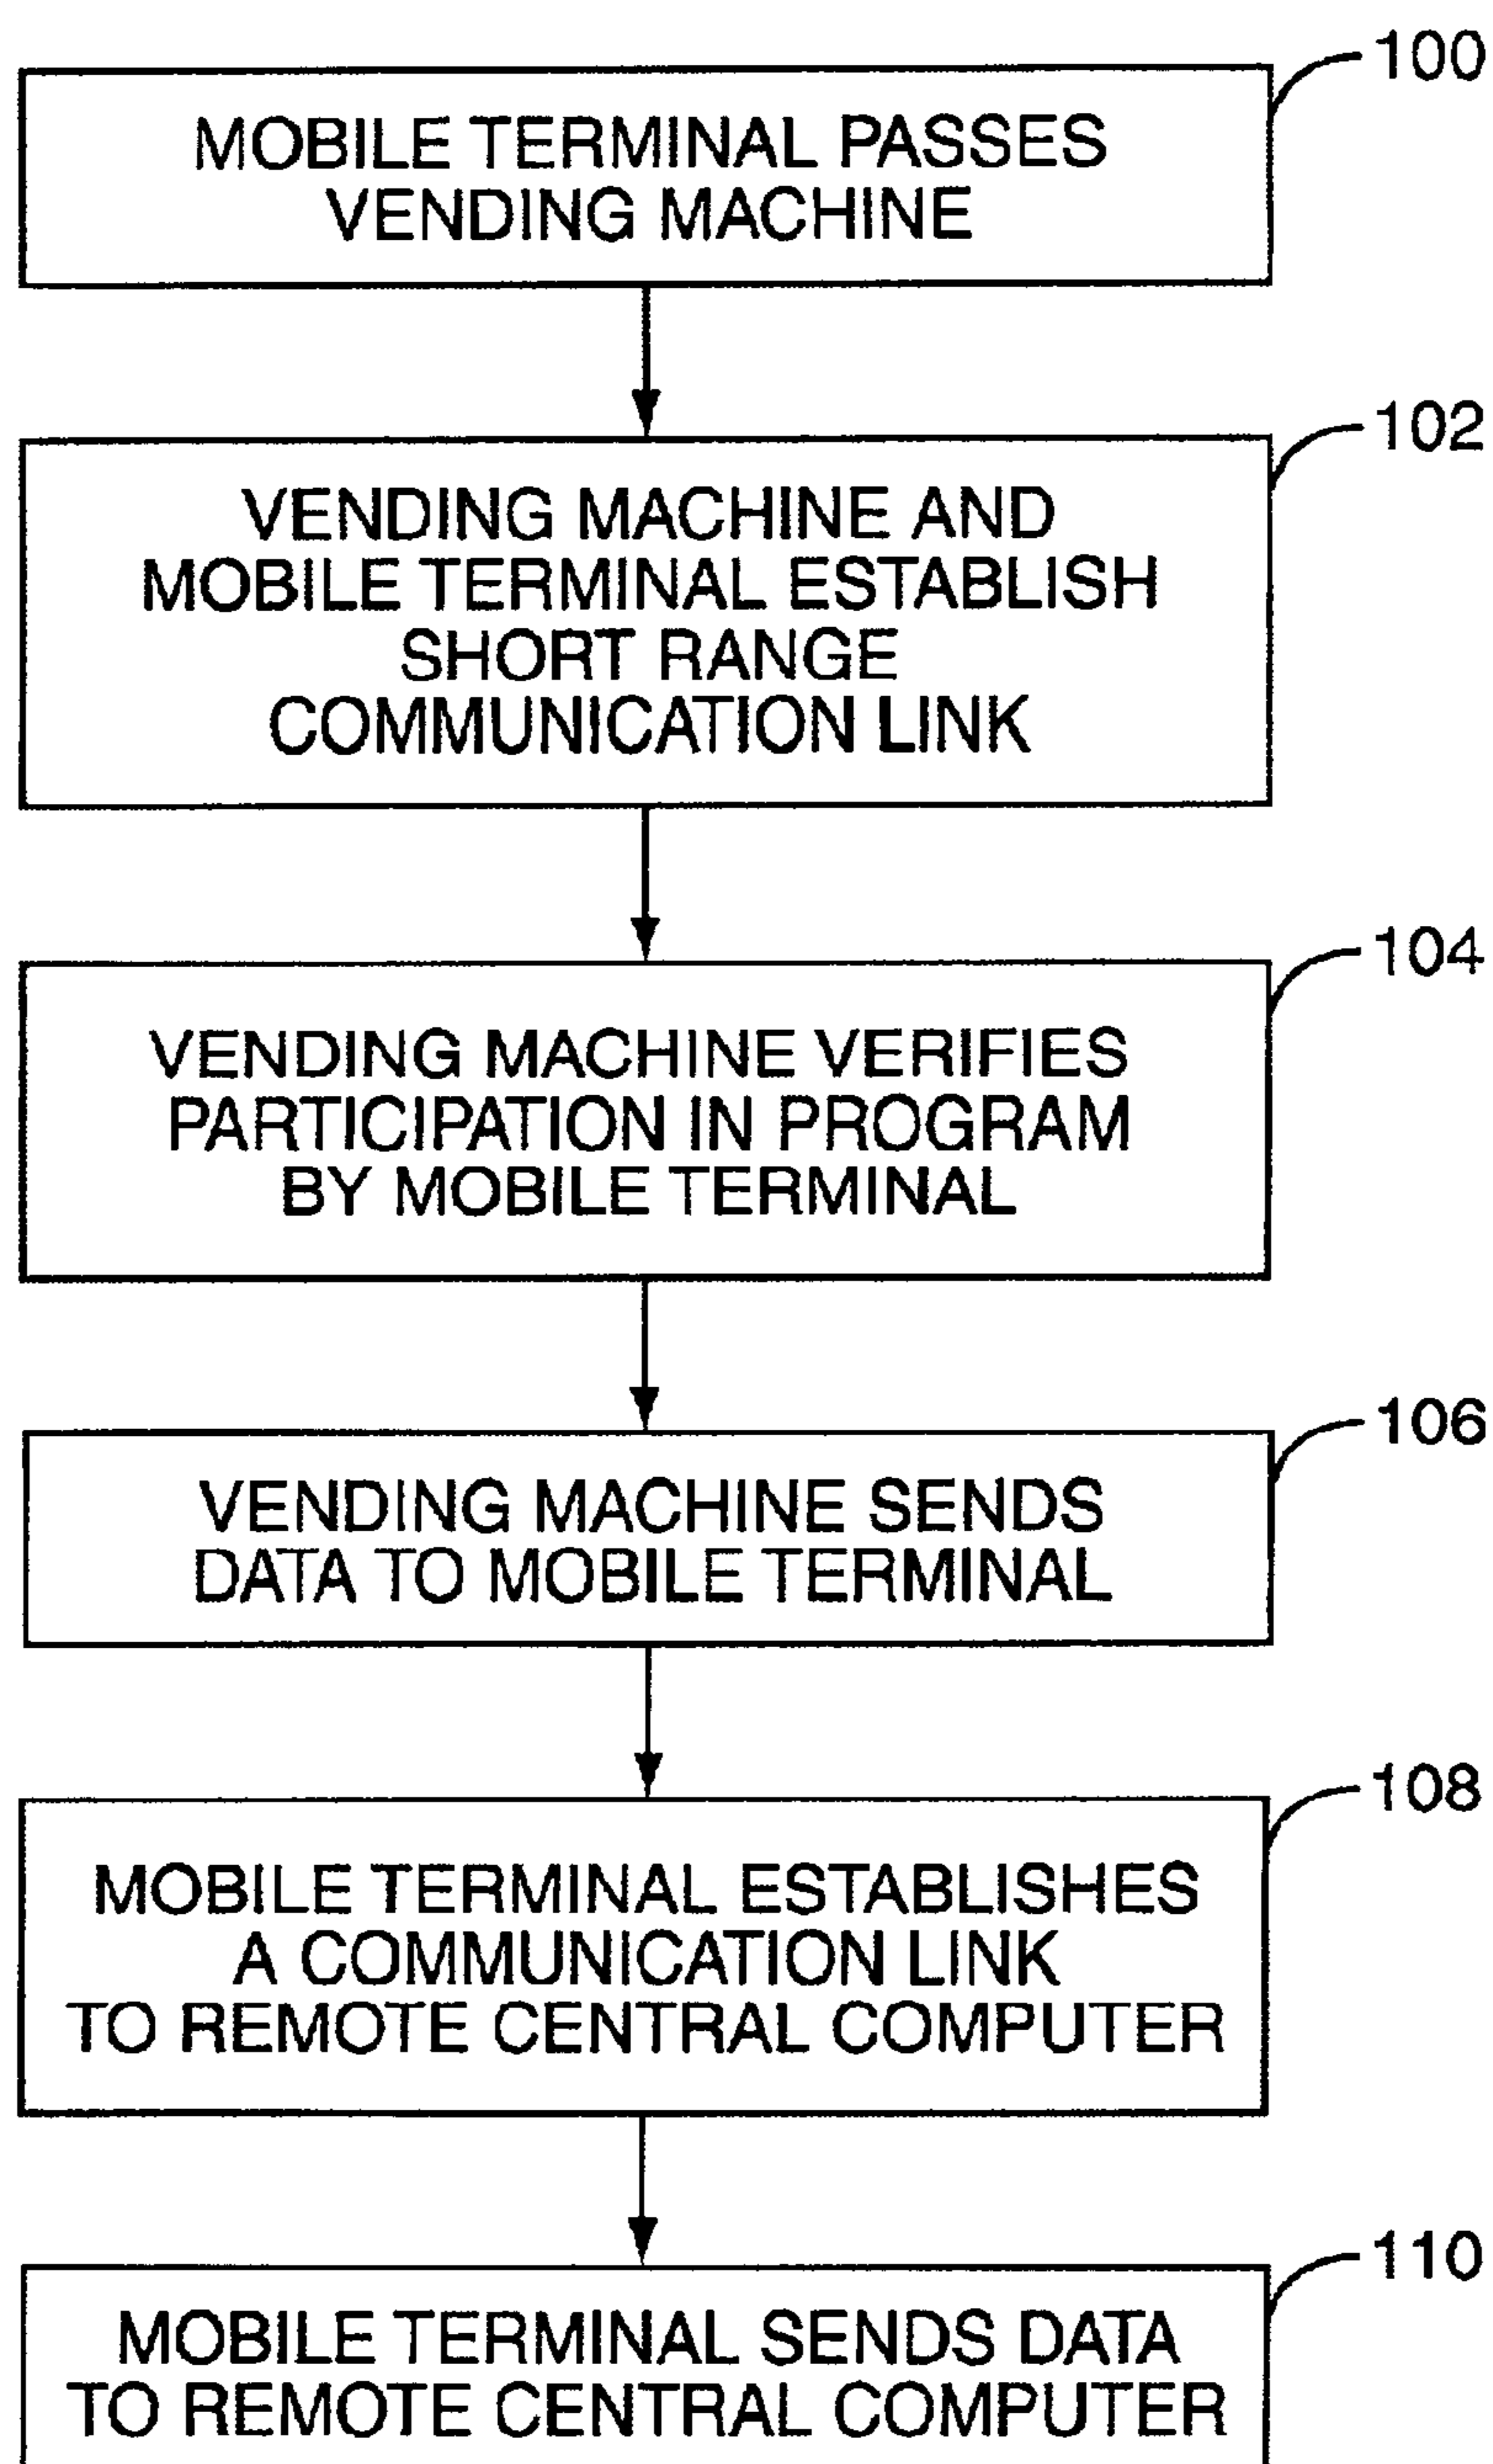 100
MOBILE TERMINAL PASSES
VENDING MACHINE
102
VENDING MACHINE AND
MOBILE TERMINAL ESTABLISH
SHORT RANGE
COMMUNICATION LINK
104
VENDING MACHINE VERIFIES
PARTICIPATION IN PROGRAM
BY MOBILE TERMINAL
106
VENDING MACHINE SENDS
DATA TO MOBILE TERMINAL
108
MOBILE TERMINAL ESTABLISHES
A COMMUNICATION LINK
TO REMOTE CENTRAL COMPUTER
110
MOBILE TERMINAL SENDS DATA
TO REMOTE CENTRAL COMPUTER